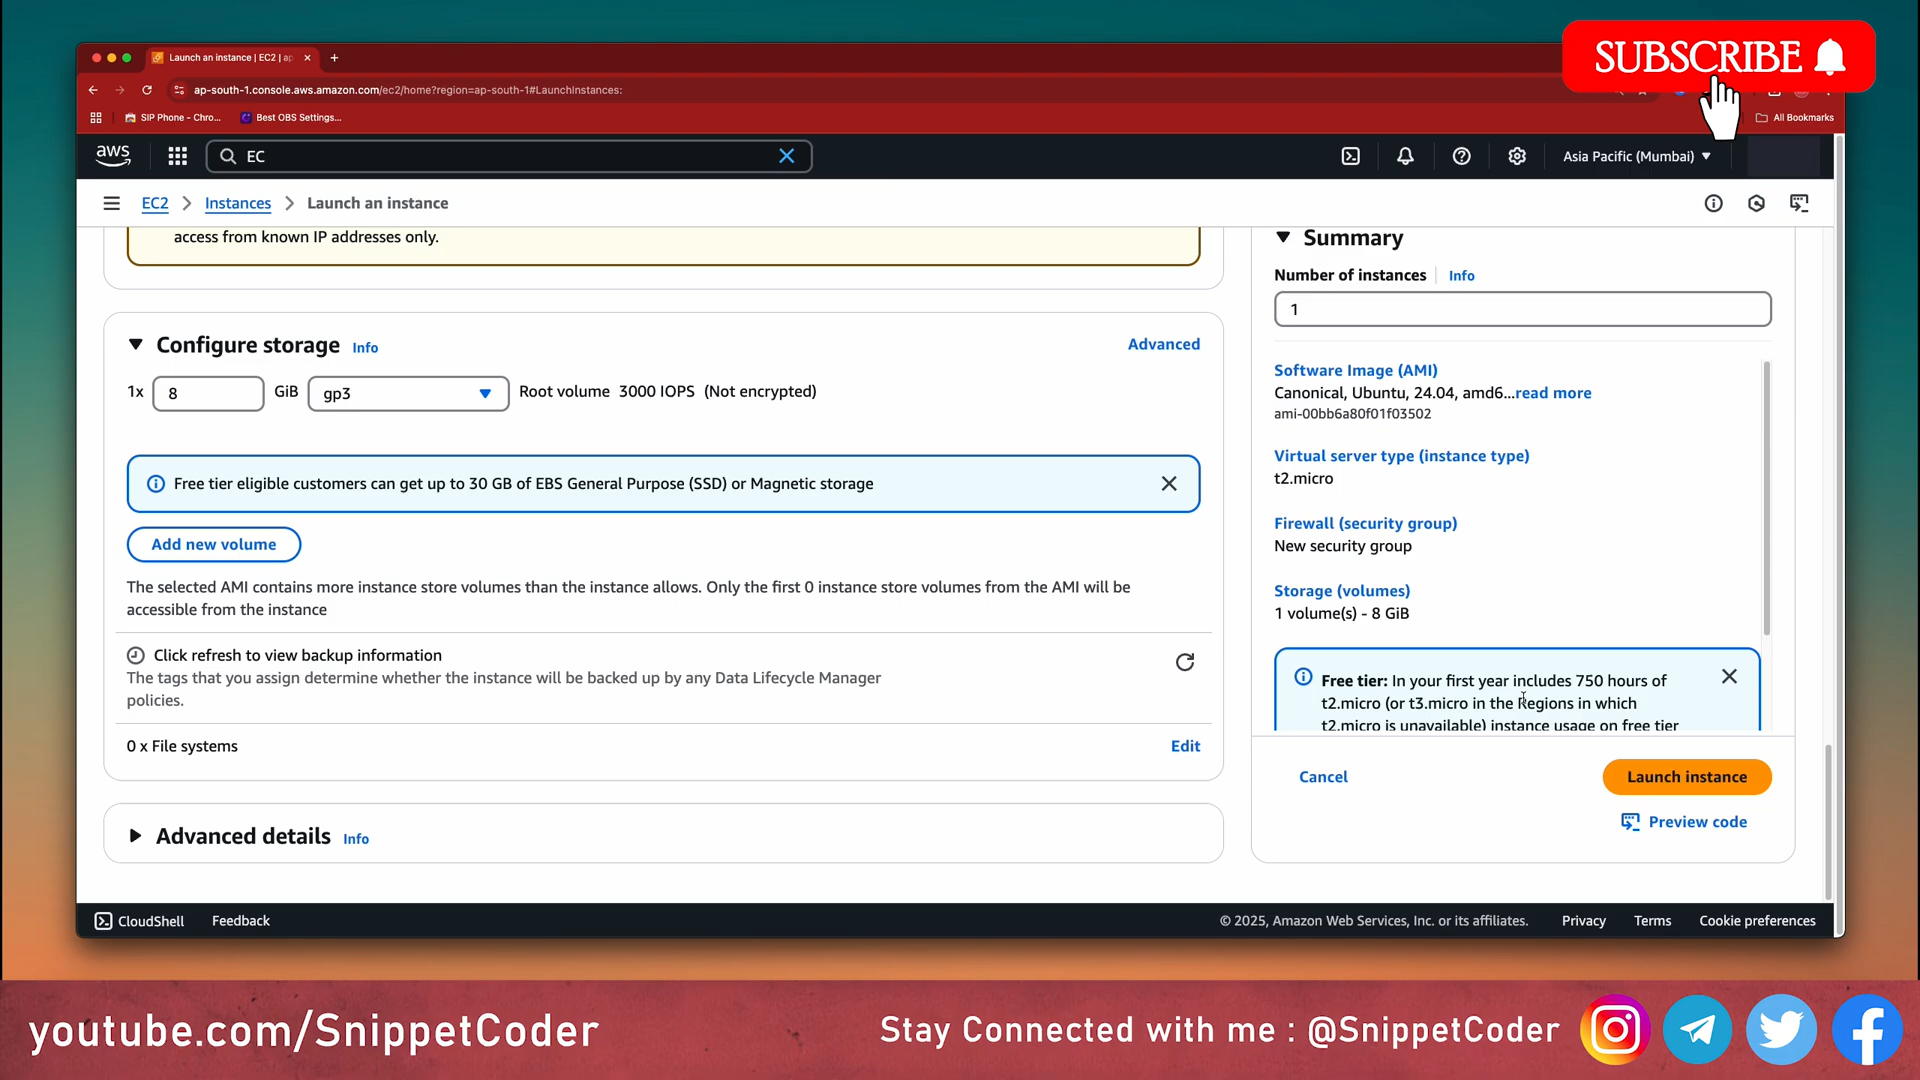 SUBSCRIBE
Launch an instance | EC2 | ap
ap-south-1.console.aws.amazon.com/ec2/home?region=ap-south-1#LaunchInstances:
SIP Phone - Chro...
Best OBS Settings...
All Bookmarks
aws
EC
Asia Pacific (Mumbai)
EC2
Instances
Launch an instance
access from known IP addresses only.
Configure storage
Info
Advanced
1x
8
GiB
gp3
Root volume 3000 IOPS (Not encrypted)
Free tier eligible customers can get up to 30 GB of EBS General Purpose (SSD) or Magnetic storage
Add new volume
The selected AMI contains more instance store volumes than the instance allows. Only the first 0 instance store volumes from the AMI will be
accessible from the instance
Click refresh to view backup information
The tags that you assign determine whether the instance will be backed up by any Data Lifecycle Manager
policies.
0 x File systems
Edit
Advanced details
Info
Summary
Number of instances
Info
1
Software Image (AMI)
Canonical, Ubuntu, 24.04, amd6...read more
ami-00bb6a80f01f03502
Virtual server type (instance type)
t2.micro
Firewall (security group)
New security group
Storage (volumes)
1 volume(s) - 8 GiB
Free tier: In your first year includes 750 hours of
t2.micro (or t3.micro in the Regions in which
t2.micro is unavailable) instance usage on free tier
Cancel
Launch instance
Preview code
CloudShell
Feedback
© 2025, Amazon Web Services, Inc. or its affiliates.
Privacy
Terms
Cookie preferences
youtube.com/SnippetCoder
Stay Connected with me : @SnippetCoder